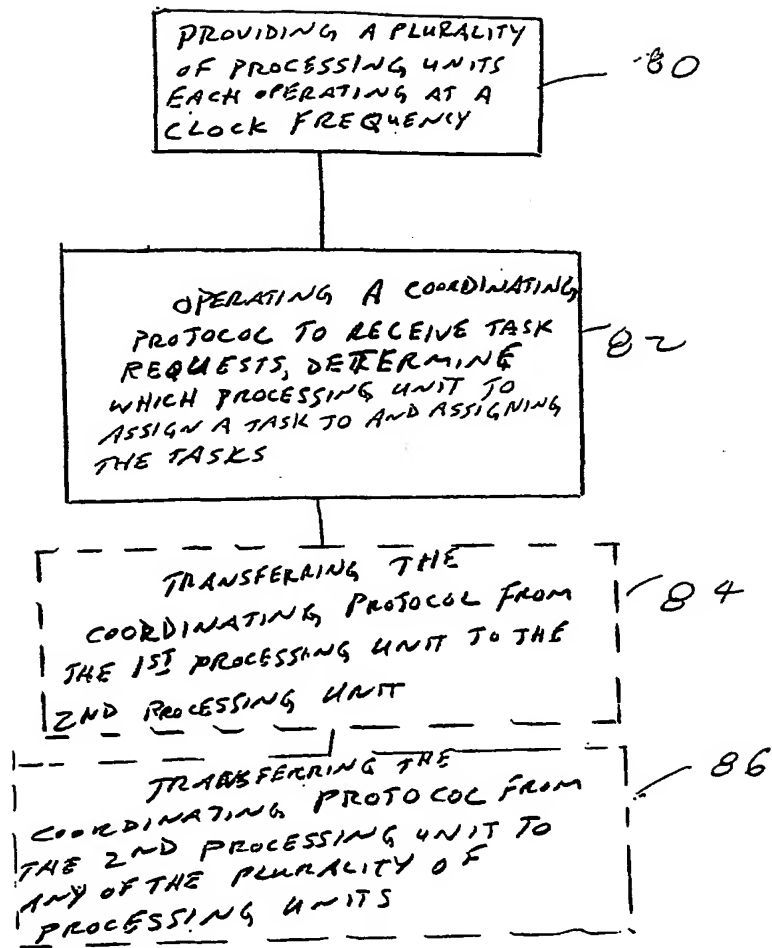 PROVIDING A PLURALITY
OF PROCESSING UNITS
EACH OPERATING AT A
CLOCK FREQUENCY
80
OPERATING A COORDINATING
PROTOCOL TO RECEIVE TASK
REQUESTS, DETERMINE
WHICH PROCESSING UNIT TO
ASSIGN A TASK TO AND ASSIGNING
THE TASKS
82
TRANSFERRING THE
COORDINATING PROTOCOL FROM
THE 1ST PROCESSING UNIT TO THE
2ND PROCESSING UNIT
84
TRANSFERRING THE
COORDINATING PROTOCOL FROM
THE 2ND PROCESSING UNIT TO
ANY OF THE PLURALITY OF
PROCESSING UNITS
86